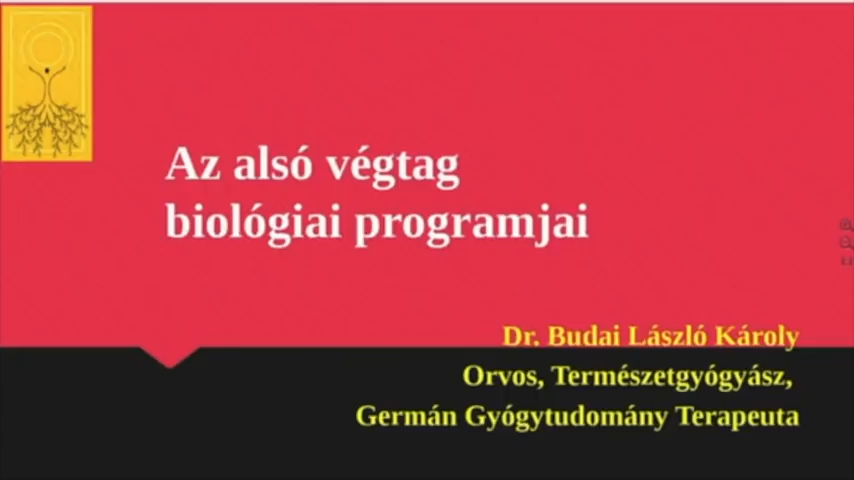 Az alsó végtag
biológiai programjai
Dr. Budai László Károly
Orvos, Természetgyógyász,
Germán Gyógytudomány Terapeuta